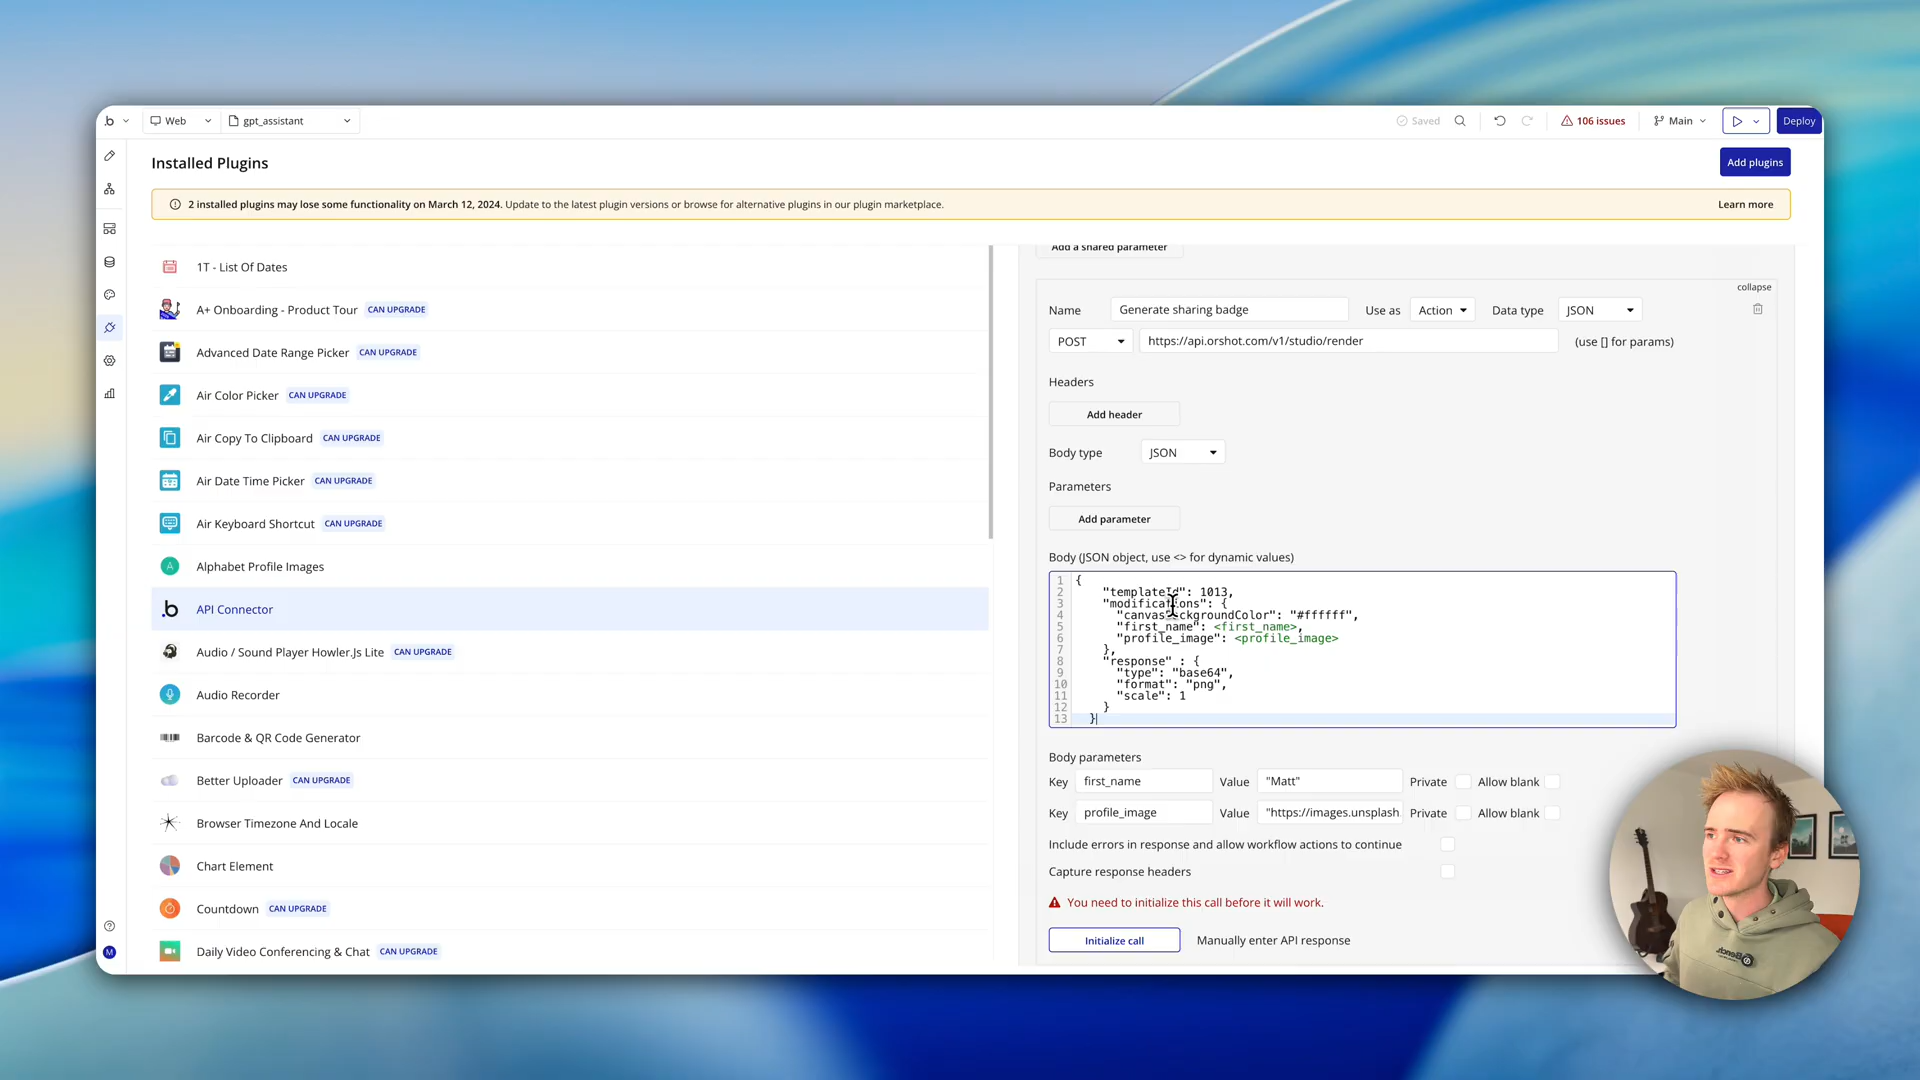 Web
gpt_assistant
Saved
106 issues
Main
Deploy
Installed Plugins
Add plugins
2 installed plugins may lose some functionality on March 12, 2024. Update to the latest plugin versions or browse for alternative plugins in our plugin marketplace.
Learn more
1T - List Of Dates
A+ Onboarding - Product Tour CAN UPGRADE
Advanced Date Range Picker CAN UPGRADE
Air Color Picker CAN UPGRADE
Air Copy To Clipboard CAN UPGRADE
Air Date Time Picker CAN UPGRADE
Air Keyboard Shortcut CAN UPGRADE
A Alphabet Profile Images
b API Connector
Audio / Sound Player Howler.Js Lite CAN UPGRADE
Audio Recorder
Barcode & QR Code Generator
Better Uploader CAN UPGRADE
Browser Timezone And Locale
Chart Element
Countdown CAN UPGRADE
Daily Video Conferencing & Chat CAN UPGRADE
M
Add a shared parameter
collapse
Name Generate sharing badge Use as Action Data type JSON
POST https://api.orshot.com/v1/studio/render (use [] for params)
Headers
Add header
Body type JSON
Parameters
Add parameter
Body (JSON object, use <> for dynamic values)
1 {
2 "templateId": 1013,
3 "modifications": {
4 "canvasBackgroundColor": "#ffffff",
5 "first_name": <first_name>,
6 "profile_image": <profile_image>
7 },
8 "response" : {
9 "type": "base64",
10 "format": "png",
11 "scale": 1
12 }
13 }
Body parameters
Key first_name Value "Matt" Private Allow blank
Key profile_image Value "https://images.unsplash. Private Allow blank
Include errors in response and allow workflow actions to continue
Capture response headers
You need to initialize this call before it will work.
Initialize call Manually enter API response